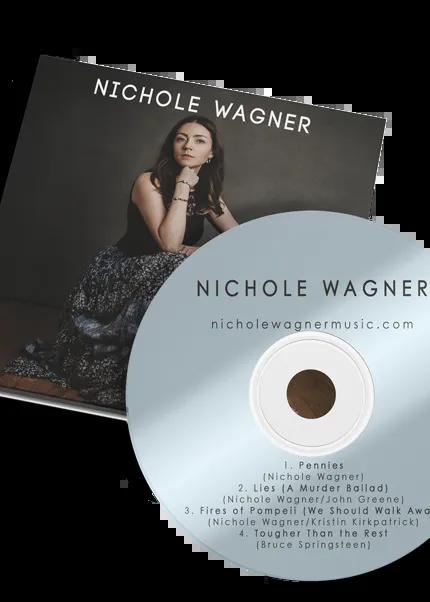 NICHOLE WAGNER
NICHOLE WAGNER
nicholewagnermusic.com
1. Pennies
(Nichole Wagner)
2. Lies (A Murder Ballad)
(Nichole Wagner/John Greene)
3. Fires of Pompeii (We Should Walk Awa
(Nichole Wagner/Kristin Kirkpatrick)
4. Tougher Than the Rest
(Bruce Springsteen)